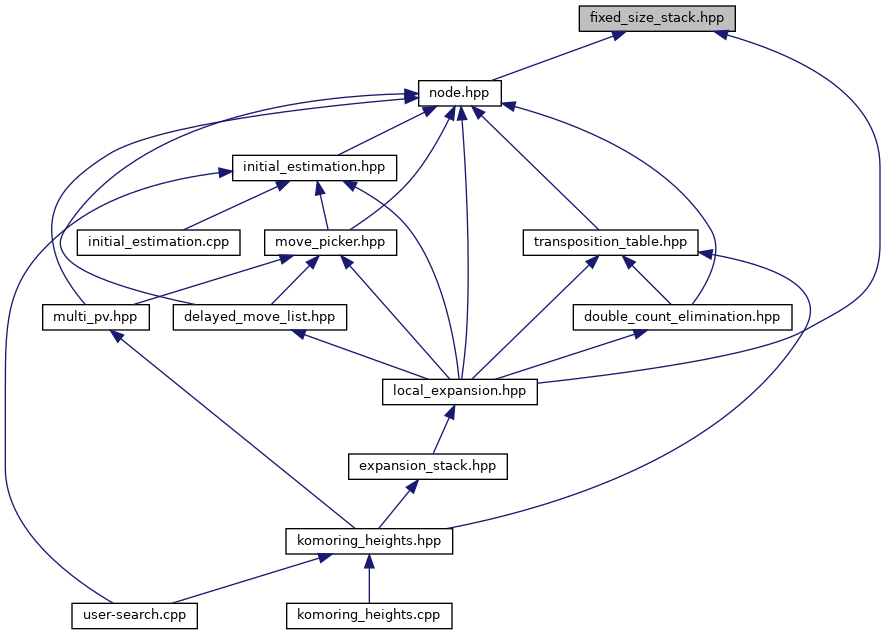 fixed_size_stack.hpp
node.hpp
initial_estimation.hpp
initial_estimation.cpp
move_picker.hpp
transposition_table.hpp
multi_pv.hpp
delayed_move_list.hpp
double_count_elimination.hpp
local_expansion.hpp
expansion_stack.hpp
komoring_heights.hpp
user-search.cpp
komoring_heights.cpp